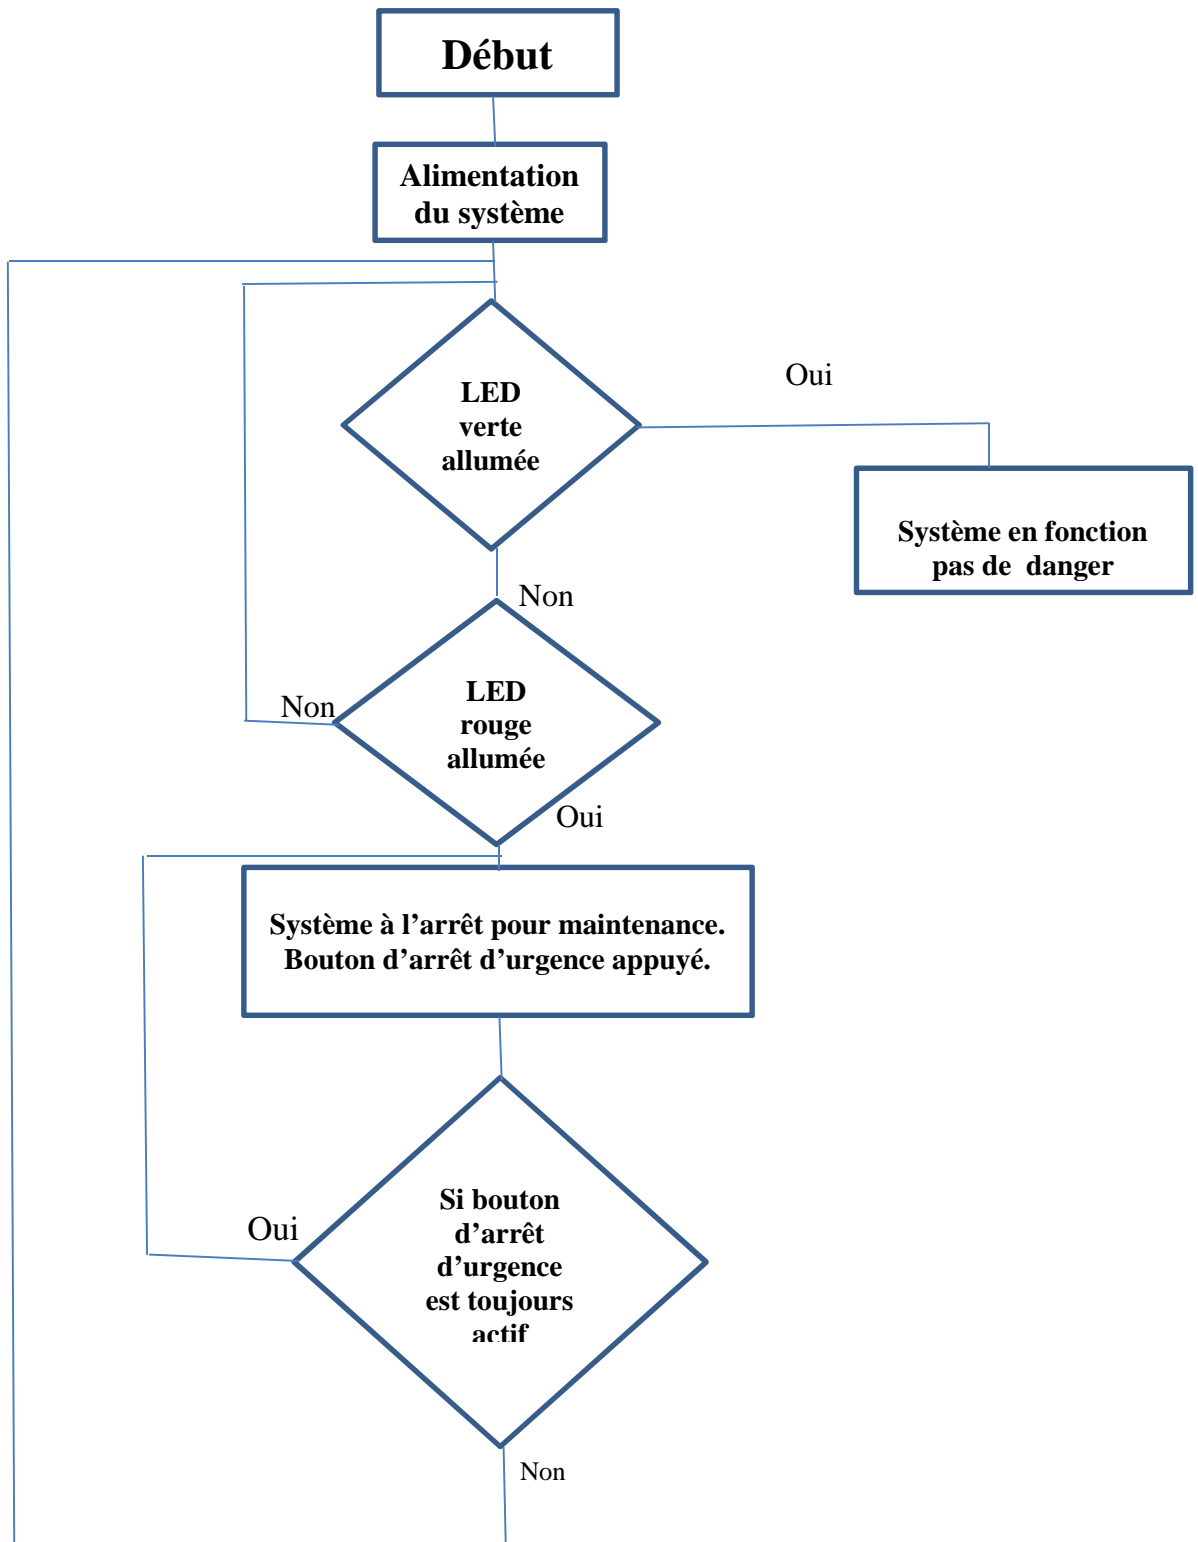 Début
Alimentation
du système
LED
verte
allumée
Oui
Système en fonction
pas de danger
Non
LED
rouge
allumée
Non
Oui
Système à l’arrêt pour maintenance.
Bouton d’arrêt d’urgence appuyé.
Si bouton
d’arrêt
d’urgence
est toujours
actif
Oui
Non